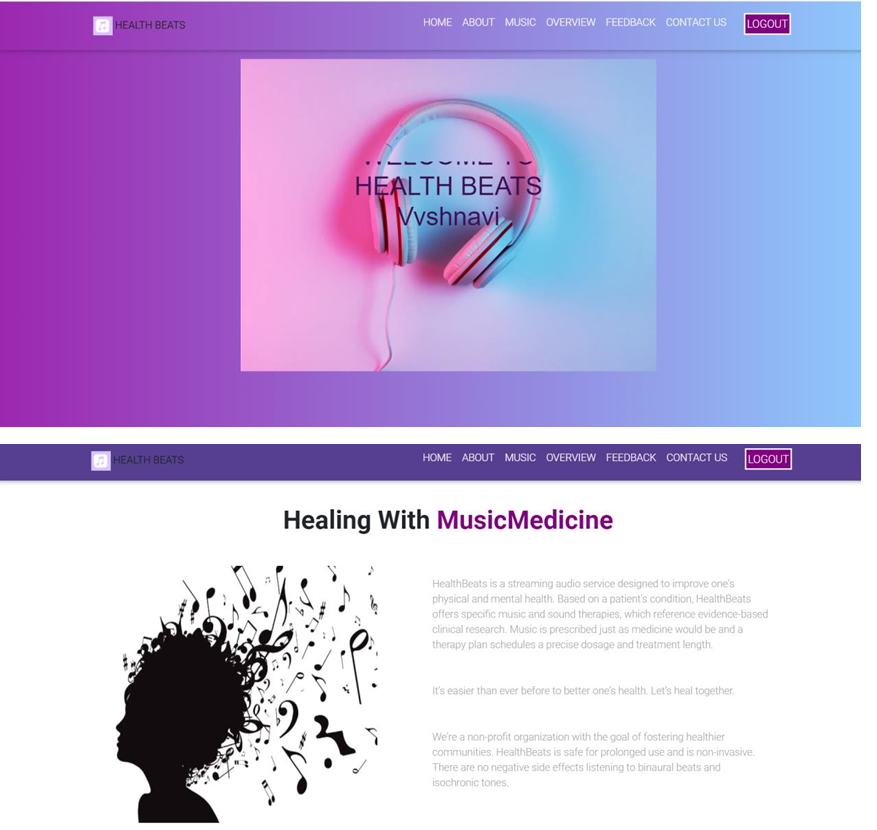 HEALTH BEATS
HOME ABOUT MUSIC OVERVIEW FEEDBACK CONTACT US LOGOUT
WELCOME TO
HEALTH BEATS
Vvshnavi
HEALTH BEATS
HOME ABOUT MUSIC OVERVIEW FEEDBACK CONTACT US LOGOUT
Healing With MusicMedicine
HealthBeats is a streaming audio service designed to improve one's
physical and mental health. Based on a patient's condition, HealthBeats
offers specific music and sound therapies, which reference evidence-based
clinical research. Music is prescribed just as medicine would be and a
therapy plan schedules a precise dosage and treatment length.
It's easier than ever before to better one's health. Let's heal together.
We're a non-profit organization with the goal of fostering healthier
communities. HealthBeats is safe for prolonged use and is non-invasive.
There are no negative side effects listening to binaural beats and
isochronic tones.